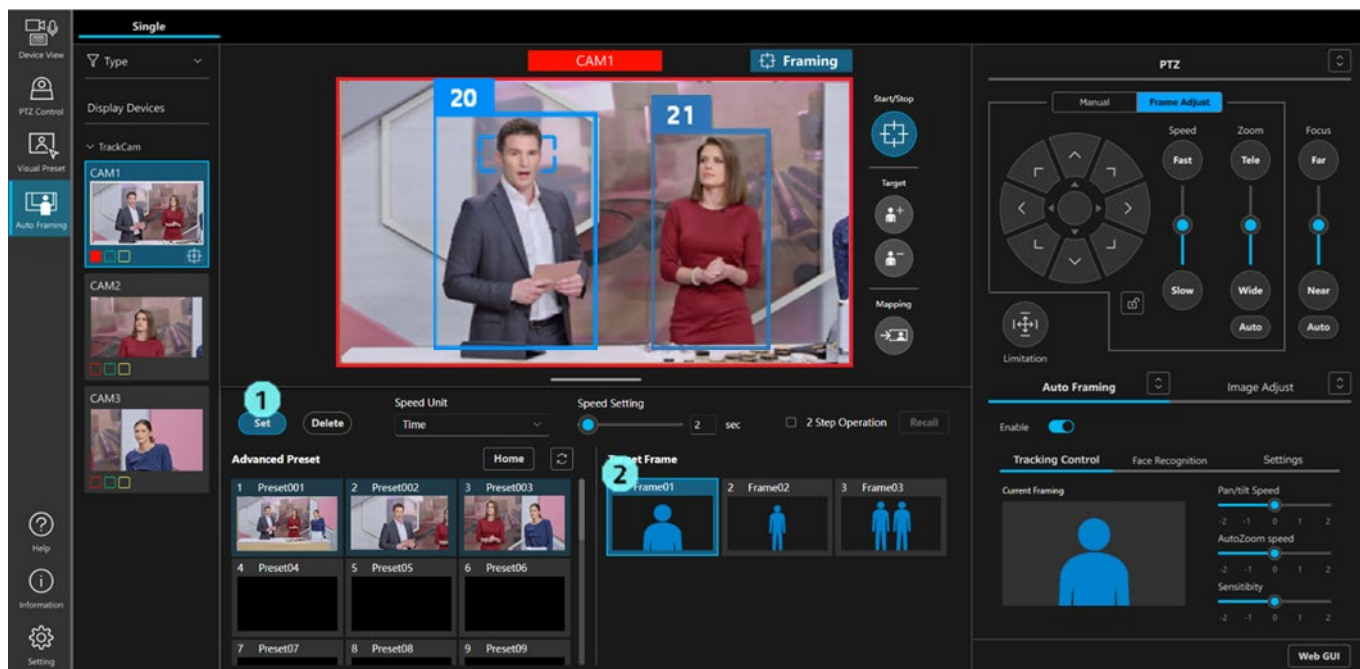 Single
Device View
PTZ Control
Visual Preset
Auto Framing
Help
Information
Setting
Type
Display Devices
TrackCam
CAM1
CAM2
CAM3
CAM1
Framing
20
21
Start/Stop
Target
Mapping
1
Set
Delete
Speed Unit
Time
Speed Setting
2 sec
2 Step Operation
Recall
Advanced Preset
Home
1 Preset001
2 Preset002
3 Preset003
4 Preset04
5 Preset05
6 Preset06
7 Preset07
8 Preset08
9 Preset09
Frame
2
Frame01
2 Frame02
3 Frame03
PTZ
Manual
Frame Adjust
Speed
Zoom
Focus
Fast
Tele
Far
Slow
Wide
Near
Auto
Auto
Limitation
Auto Framing
Image Adjust
Enable
Tracking Control
Face Recognition
Settings
Current Framing
Pan/tilt Speed
-2 -1 0 1 2
AutoZoom speed
-2 -1 0 1 2
Sensitibity
-2 -1 0 1 2
Web GUI